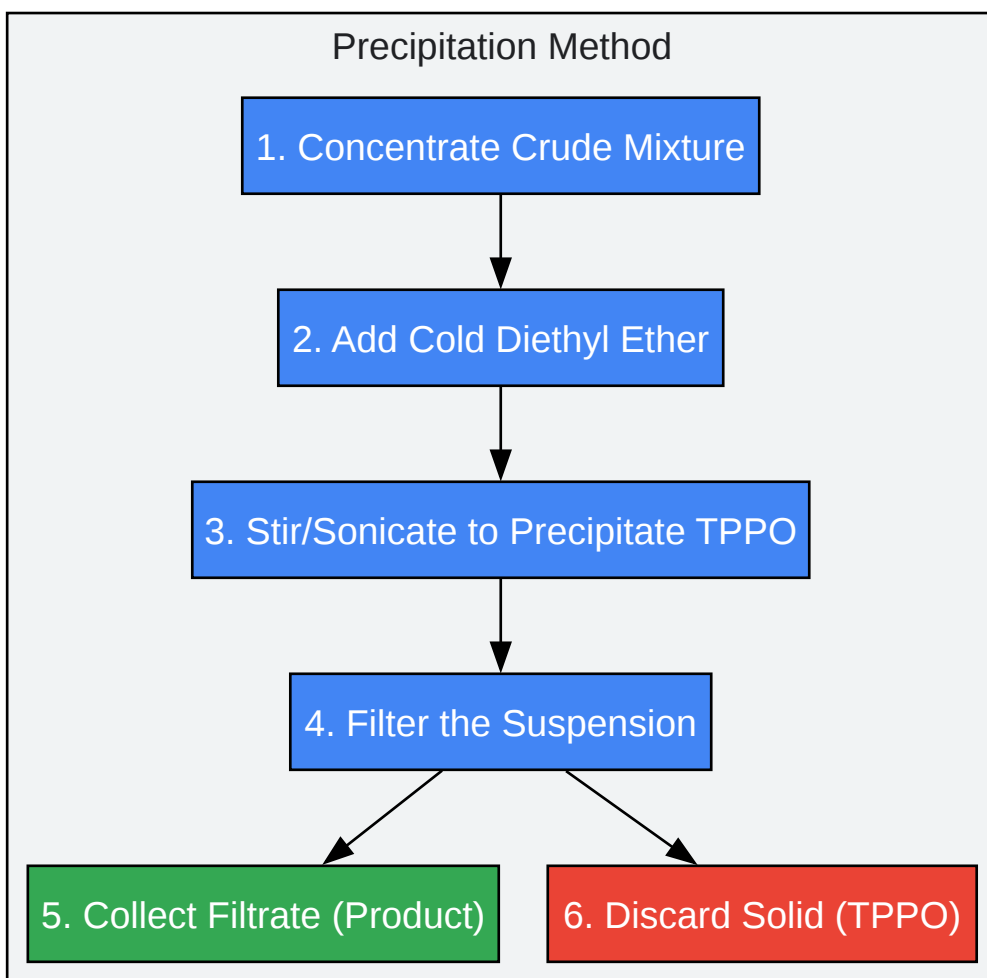 Precipitation Method
1. Concentrate Crude Mixture
2. Add Cold Diethyl Ether
3. Stir/Sonicate to Precipitate TPPO
4. Filter the Suspension
5. Collect Filtrate (Product)
6. Discard Solid (TPPO)